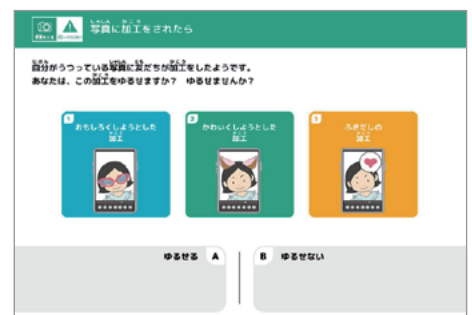 写真に加工をされたら
自分がうつっている写真に友だちが加工をしたようです。
あなたは、この加工をゆるせますか？　ゆるせませんか？
1
おもしろくしようとした
加工
2
かわいくしようとした
加工
3
ふきだしの
加工
ゆるせる A
B ゆるせない